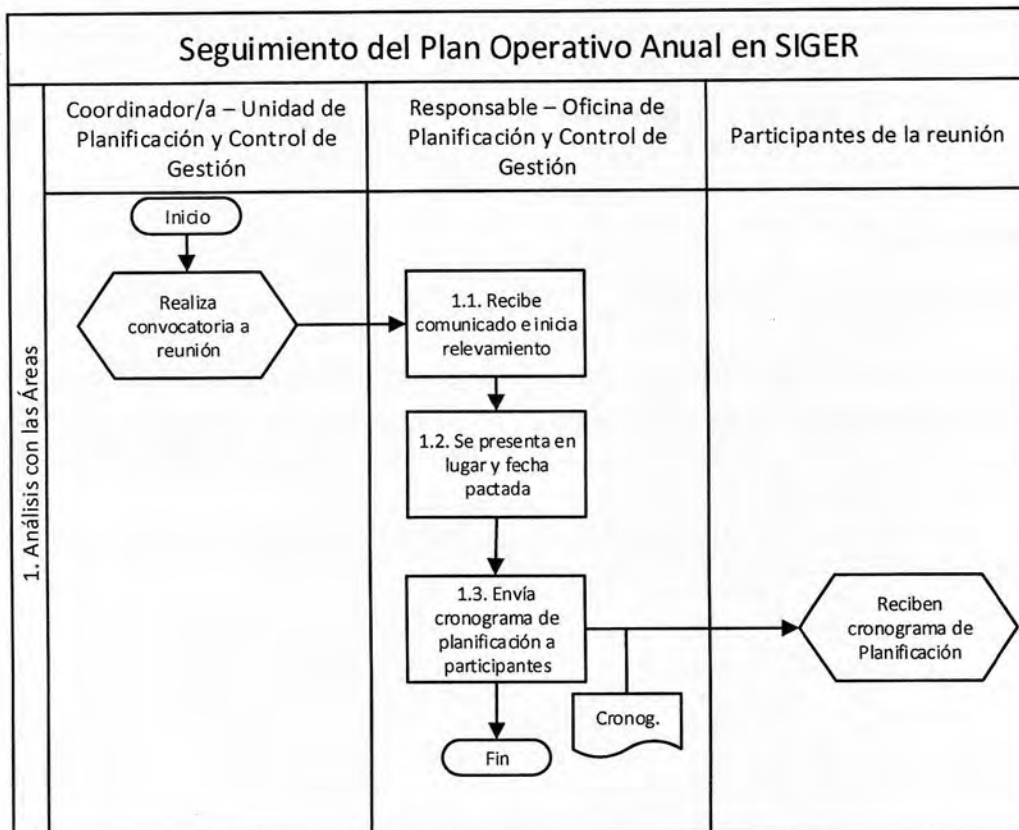 Seguimiento del Plan Operativo Anual en SIGER
1. Análisis con las Áreas
Coordinador/a – Unidad de
Planificación y Control de
Gestión
Responsable – Oficina de
Planificación y Control de
Gestión
Participantes de la reunión
Inicio
Realiza
convocatoria a
reunión
1.1. Recibe
comunicado e inicia
relevamiento
1.2. Se presenta en
lugar y fecha
pactada
1.3. Envía
cronograma de
planificación a
participantes
Cronog.
Reciben
cronograma de
Planificación
Fin